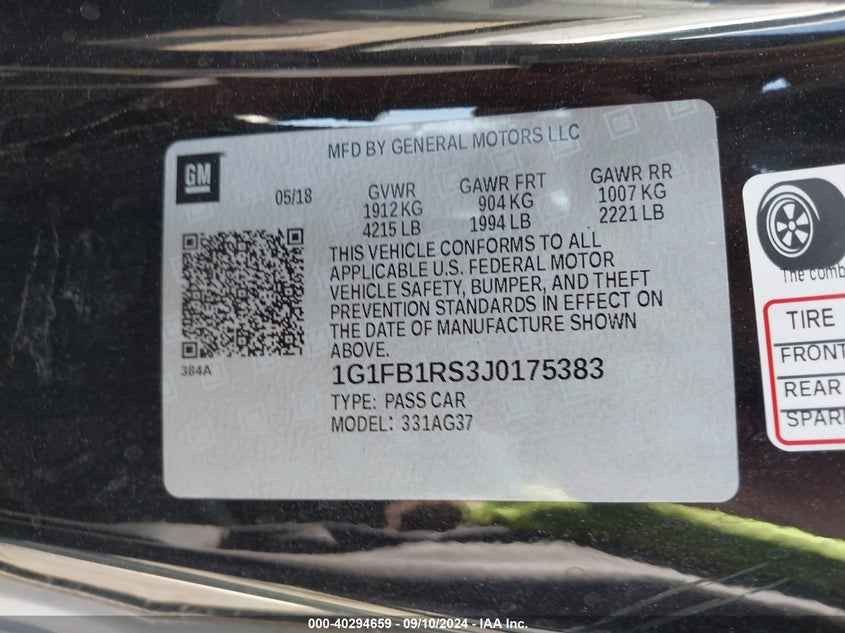 MFD BY GENERAL MOTORS LLC
GM
05/18
GVWR
1912 KG
4215 LB
GAWR FRT
904 KG
1994 LB
GAWR RR
1007 KG
2221 LB
THIS VEHICLE CONFORMS TO ALL
APPLICABLE U.S. FEDERAL MOTOR
VEHICLE SAFETY, BUMPER, AND THEFT
PREVENTION STANDARDS IN EFFECT ON
THE DATE OF MANUFACTURE SHOWN
ABOVE.
384A
1G1FB1RS3J0175383
TYPE: PASS CAR
MODEL: 331AG37
The comb
TIRE
FRONT
REAR
SPAR
000-40294659 - 09/10/2024 - IAA Inc.